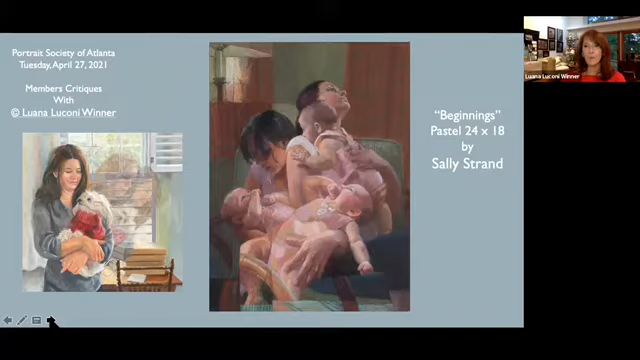 Portrait Society of Atlanta
Tuesday, April 27, 2021
Members Critiques
With
© Luana Luconi Winner
“Beginnings”
Pastel 24 x 18
by
Sally Strand
Luana Luconi Winner